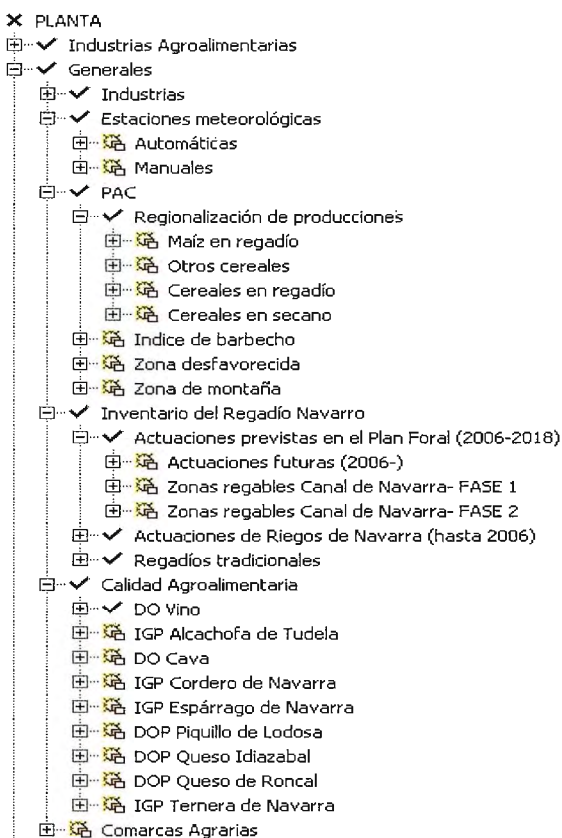 PLANTA
Industrias Agroalimentarias
Generales
Industrias
Estaciones meteorológicas
Automáticas
Manuales
PAC
Regionalización de producciones
Maíz en regadío
Otros cereales
Cereales en regadío
Cereales en secano
Indice de barbecho
Zona desfavorecida
Zona de montaña
Inventario del Regadío Navarro
Actuaciones previstas en el Plan Foral (2006-2018)
Actuaciones futuras (2006-)
Zonas regables Canal de Navarra- FASE 1
Zonas regables Canal de Navarra- FASE 2
Actuaciones de Riegos de Navarra (hasta 2006)
Regadíos tradicionales
Calidad Agroalimentaria
DO Vino
IGP Alcachofa de Tudela
DO Cava
IGP Cordero de Navarra
IGP Espárrago de Navarra
DOP Piquillo de Lodosa
DOP Queso Idiazabal
DOP Queso de Roncal
IGP Ternera de Navarra
Comarcas Agrarias